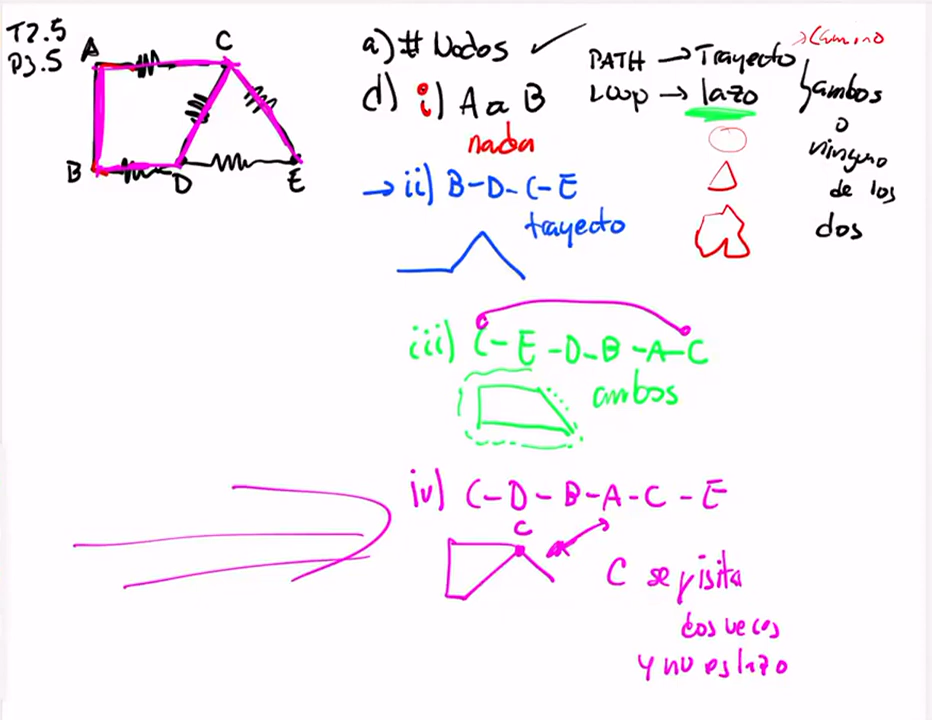 T2.5
P3.5
A
C
B
D
E
a) # Nodos
d) i) A a B
nada
→ ii) B-D-C-E
trayecto
iii) C-E-D-B-A-C
ambos
iv) C-D-B-A-C-E
C
C se visita
dos veces
y no es lazo
PATH → Trayecto
→ Camino
LOOP → lazo
ambos
o
ninguno
de los
dos